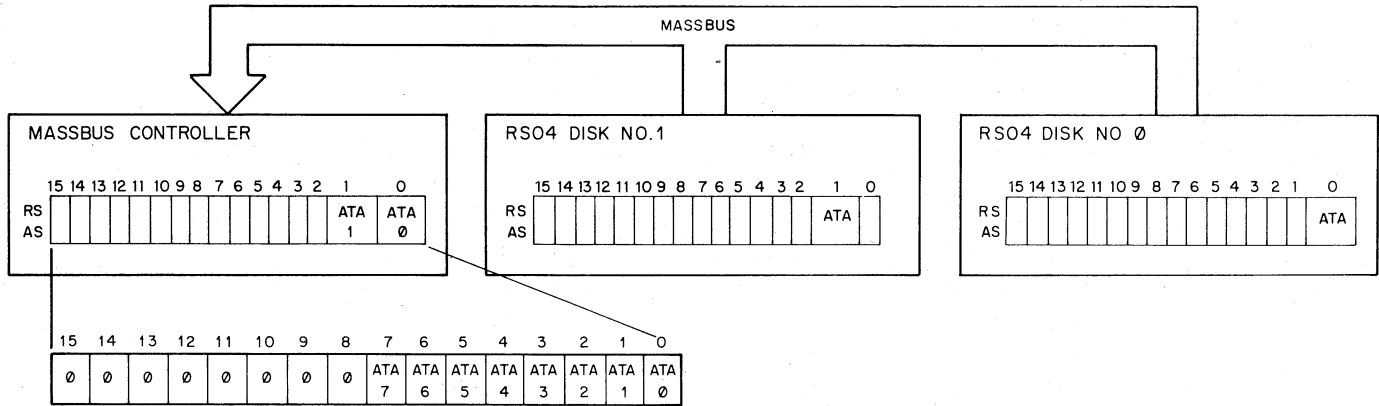 MASSBUS
MASSBUS CONTROLLER
15 14 13 12 11 10 9 8 7 6 5 4 3 2 1 0
RS
AS
ATA
1
ATA
Ø
RS04 DISK NO.1
15 14 13 12 11 10 9 8 7 6 5 4 3 2 1 0
RS
AS
ATA
RS04 DISK NO Ø
15 14 13 12 11 10 9 8 7 6 5 4 3 2 1 0
RS
AS
ATA
15 14 13 12 11 10 9 8 7 6 5 4 3 2 1 0
Ø Ø Ø Ø Ø Ø Ø Ø ATA ATA ATA ATA ATA ATA ATA ATA
7 6 5 4 3 2 1 Ø